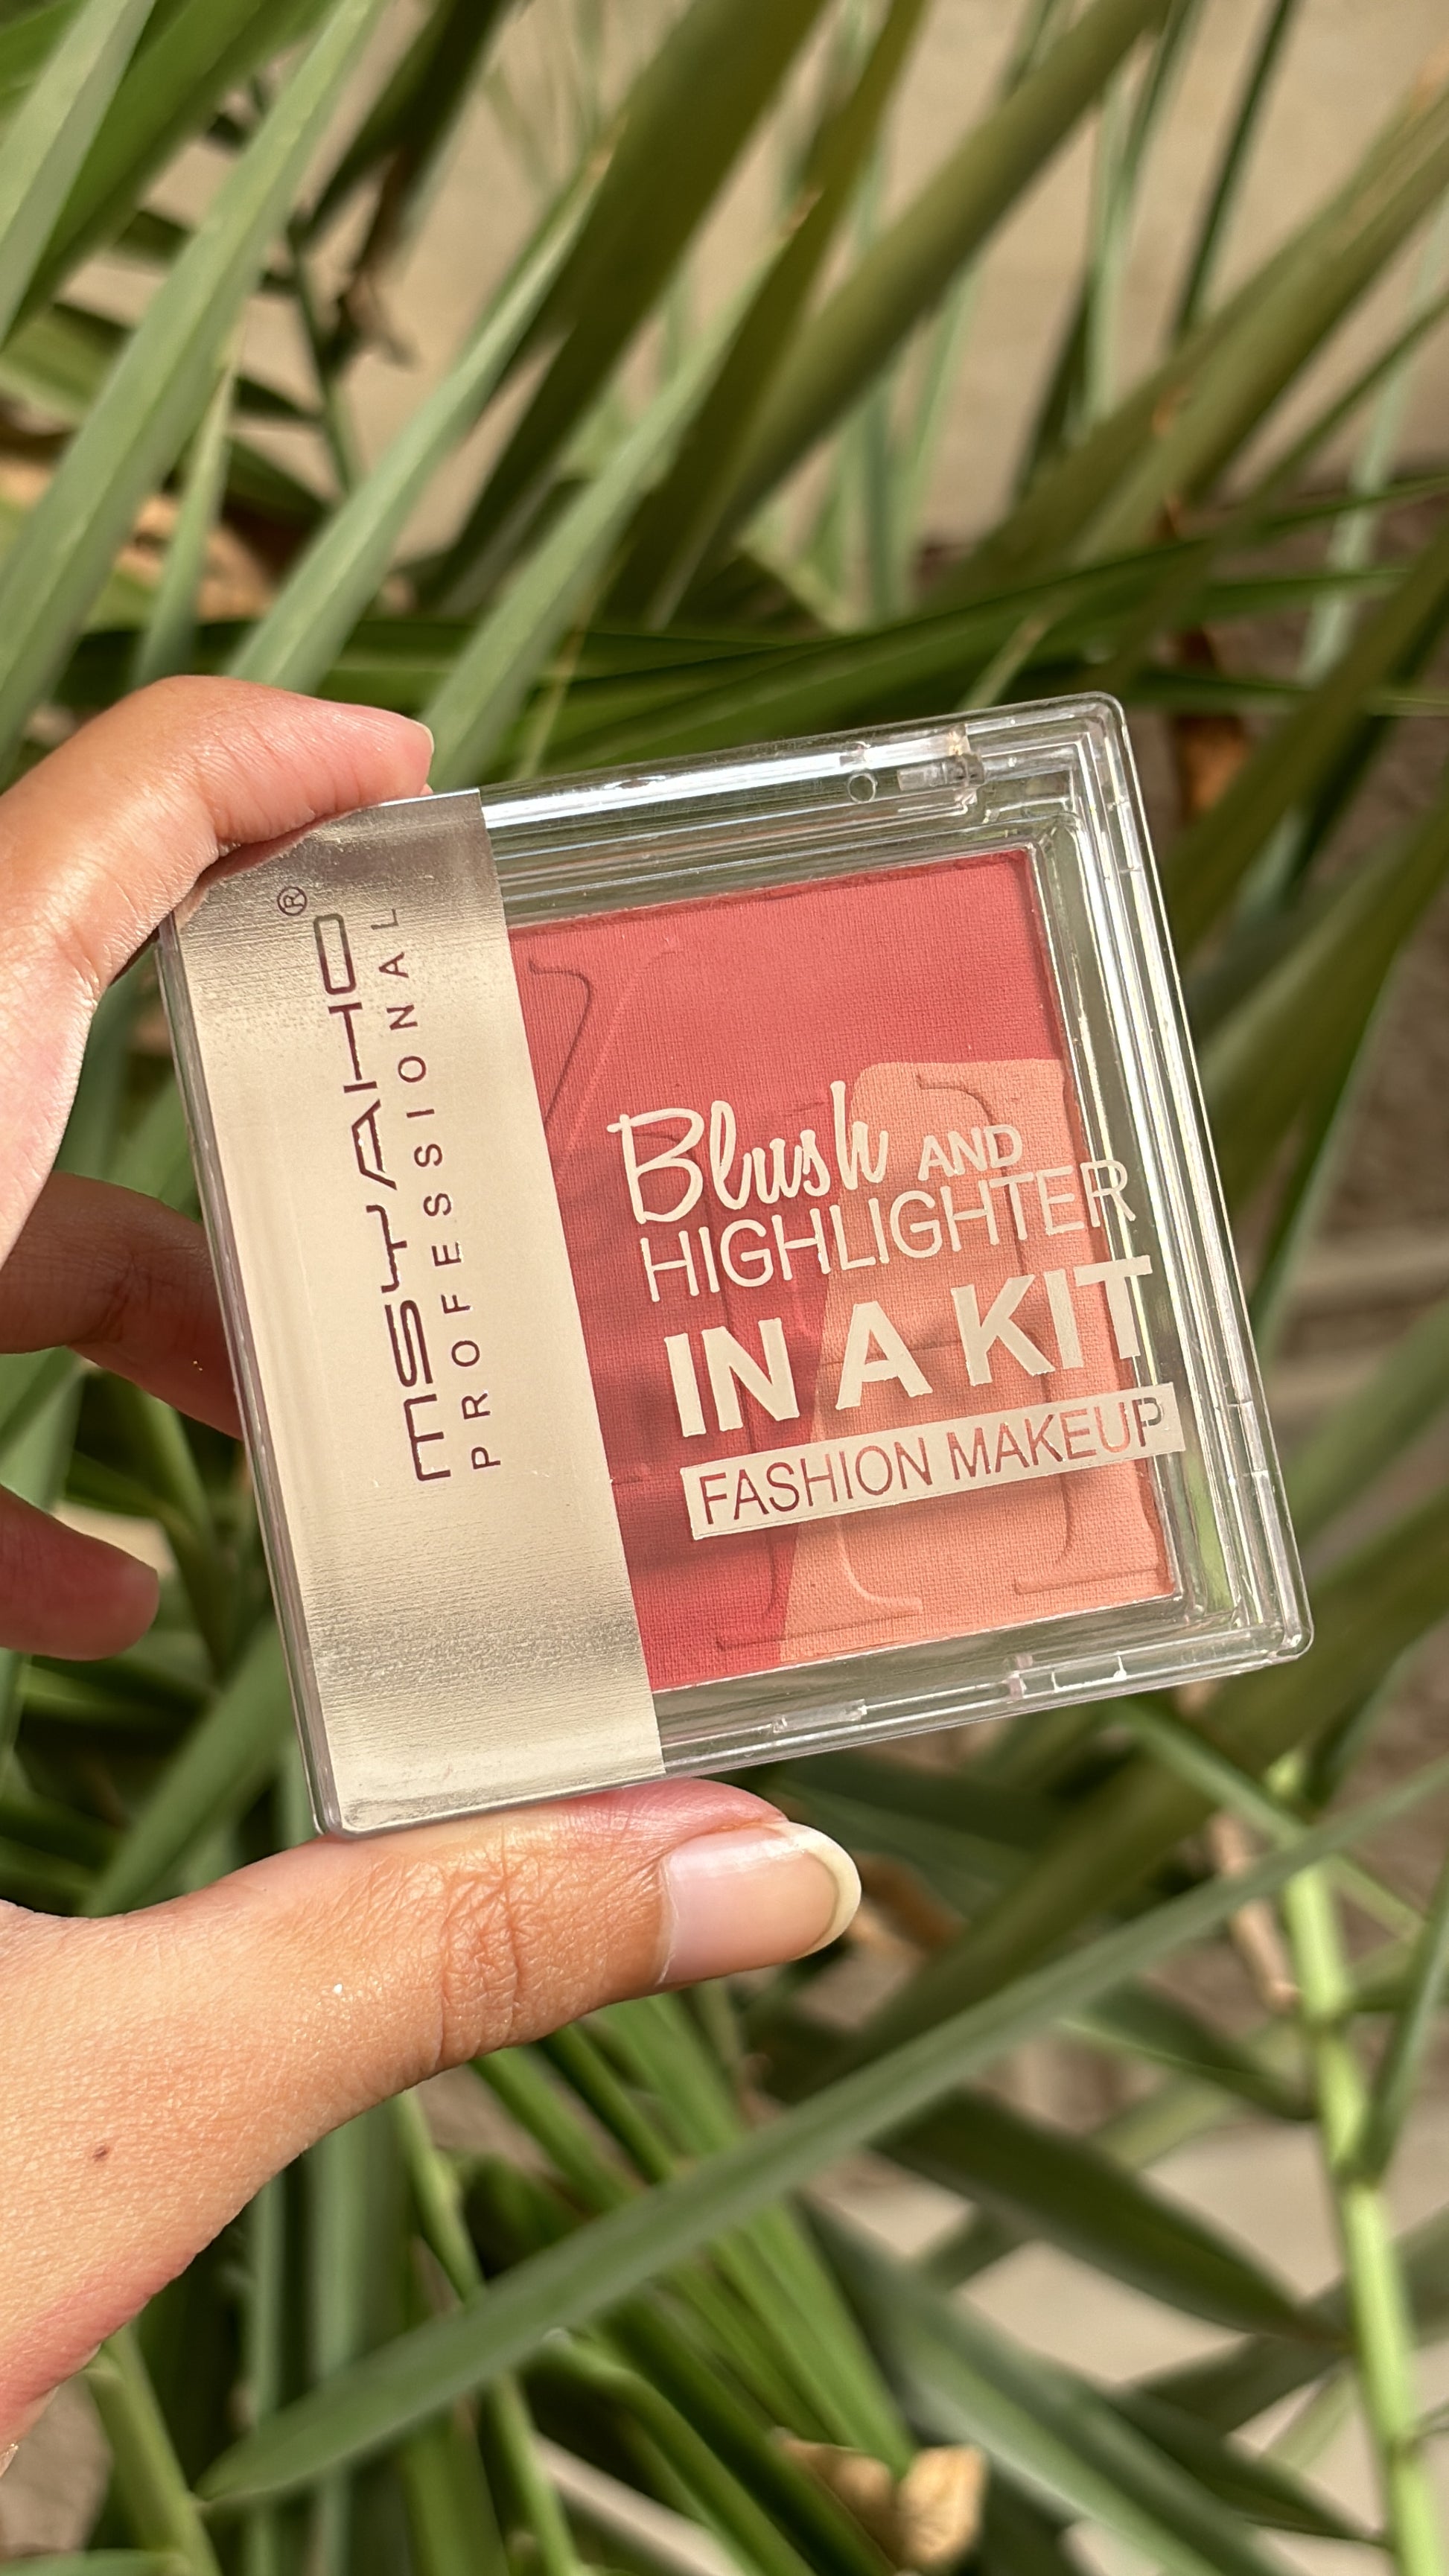 MSYAHO®
PROFESSIONAL
Blush AND
HIGHLIGHTER
IN A KIT
FASHION MAKEUP